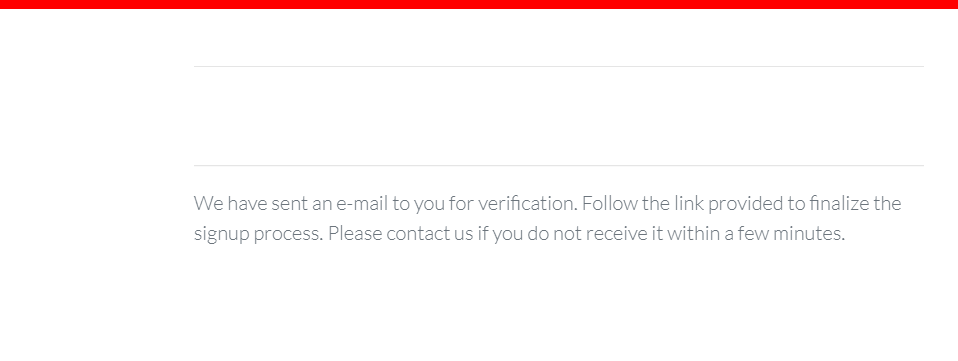 We have sent an e-mail to you for verification. Follow the link provided to finalize the
signup process. Please contact us if you do not receive it within a few minutes.